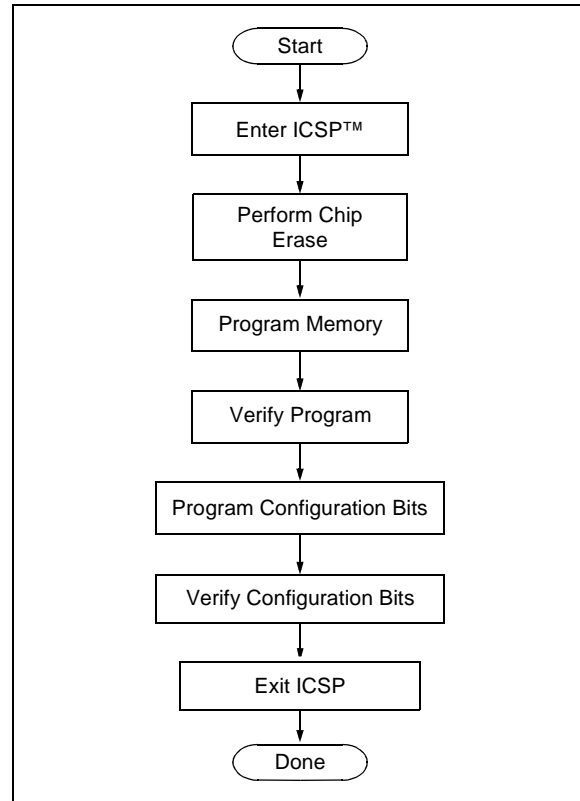 Start
Enter ICSP™
Perform Chip
Erase
Program Memory
Verify Program
Program Configuration Bits
Verify Configuration Bits
Exit ICSP
Done